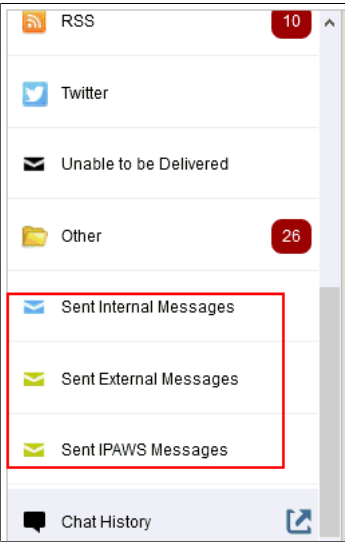 RSS 10
Twitter
Unable to be Delivered
Other 26
Sent Internal Messages
Sent External Messages
Sent IPAWS Messages
Chat History